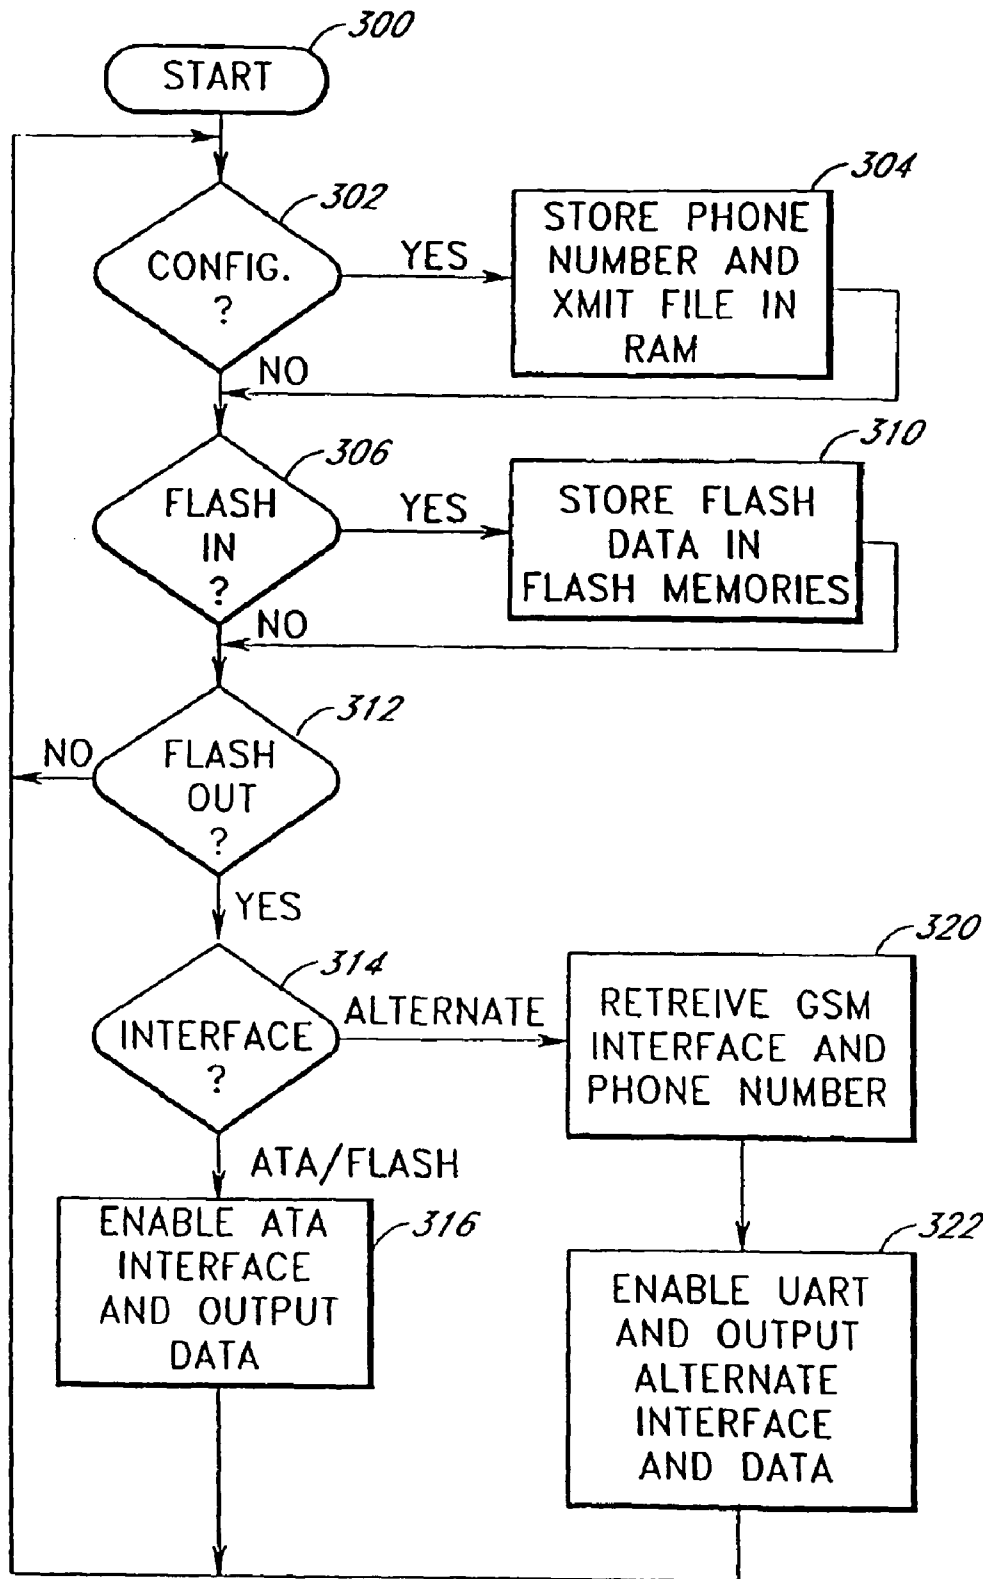 300
START
302
CONFIG.
?
YES
304
STORE PHONE
NUMBER AND
XMIT FILE IN
RAM
NO
306
FLASH
IN
?
YES
310
STORE FLASH
DATA IN
FLASH MEMORIES
NO
312
FLASH
OUT
?
NO
YES
314
INTERFACE
?
ALTERNATE
320
RETREIVE GSM
INTERFACE AND
PHONE NUMBER
ATA/FLASH
316
ENABLE ATA
INTERFACE
AND OUTPUT
DATA
322
ENABLE UART
AND OUTPUT
ALTERNATE
INTERFACE
AND DATA